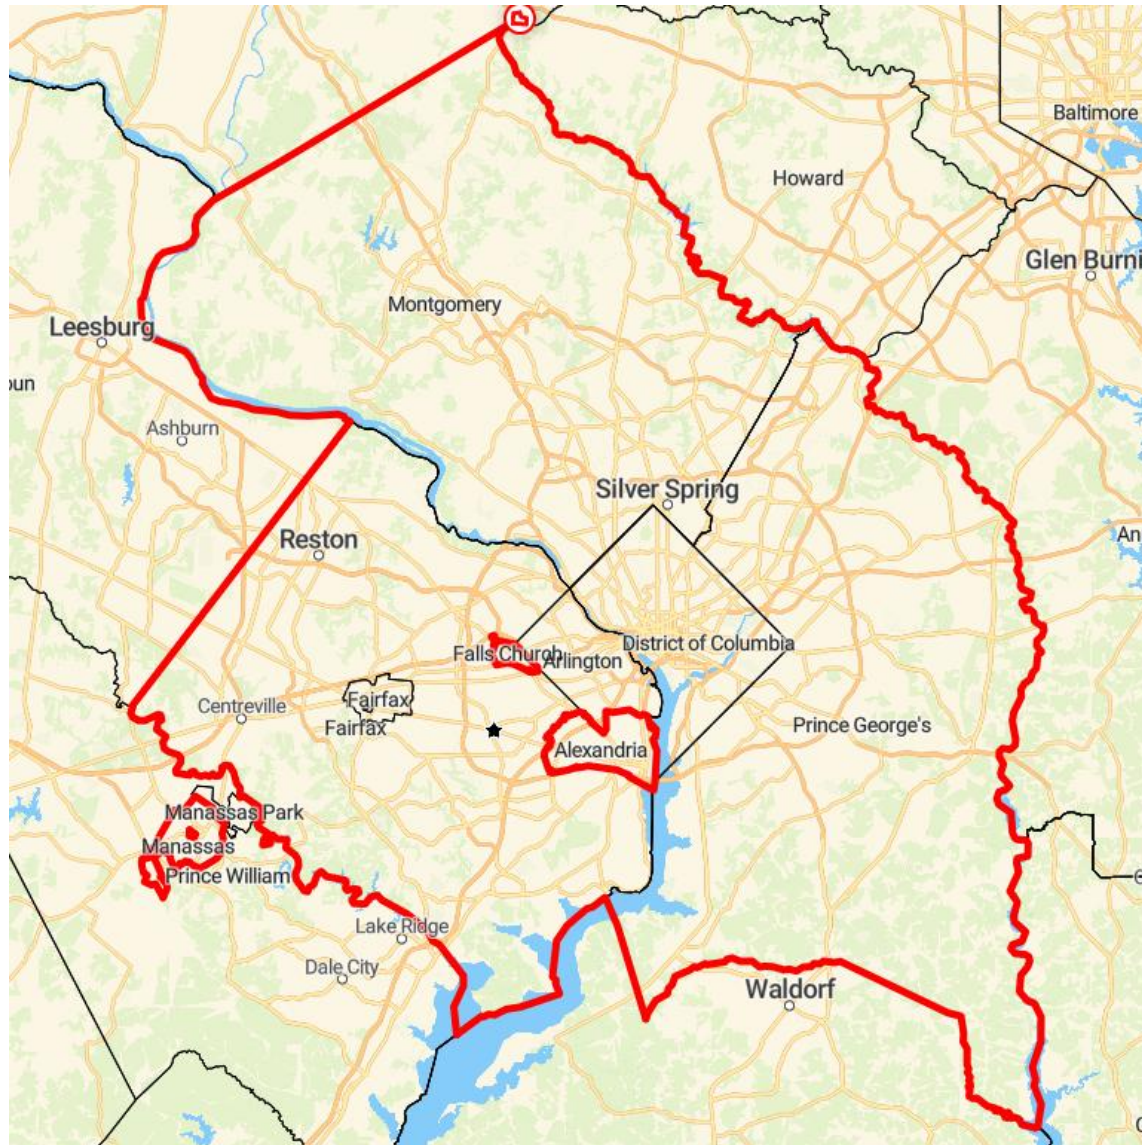 Baltimore
Howard
Glen Burni
Montgomery
Leesburg
oun
Ashburn
Silver Spring
An
Reston
District of Columbia
Falls Church
Arlington
Fairfax
Centreville
Prince George's
Fairfax
Alexandria
Manassas Park
Manassas
Prince William
Lake Ridge
Dale City
Waldorf